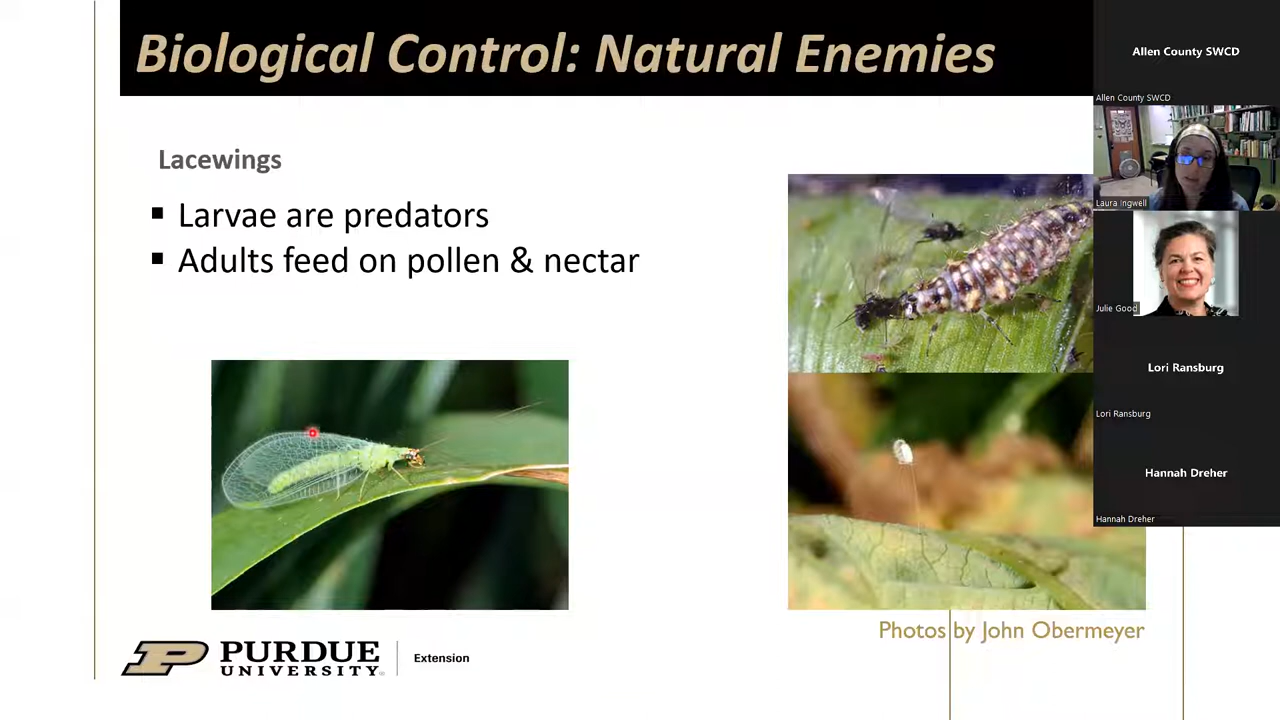 Biological Control: Natural Enemies
Lacewings
▪ Larvae are predators
▪ Adults feed on pollen & nectar
Photos by John Obermeyer
PURDUE
UNIVERSITY®
Extension
Allen County SWCD
Allen County SWCD
Laura Ingwell
Julie Good
Lori Ransburg
Lori Ransburg
Hannah Dreher
Hannah Dreher